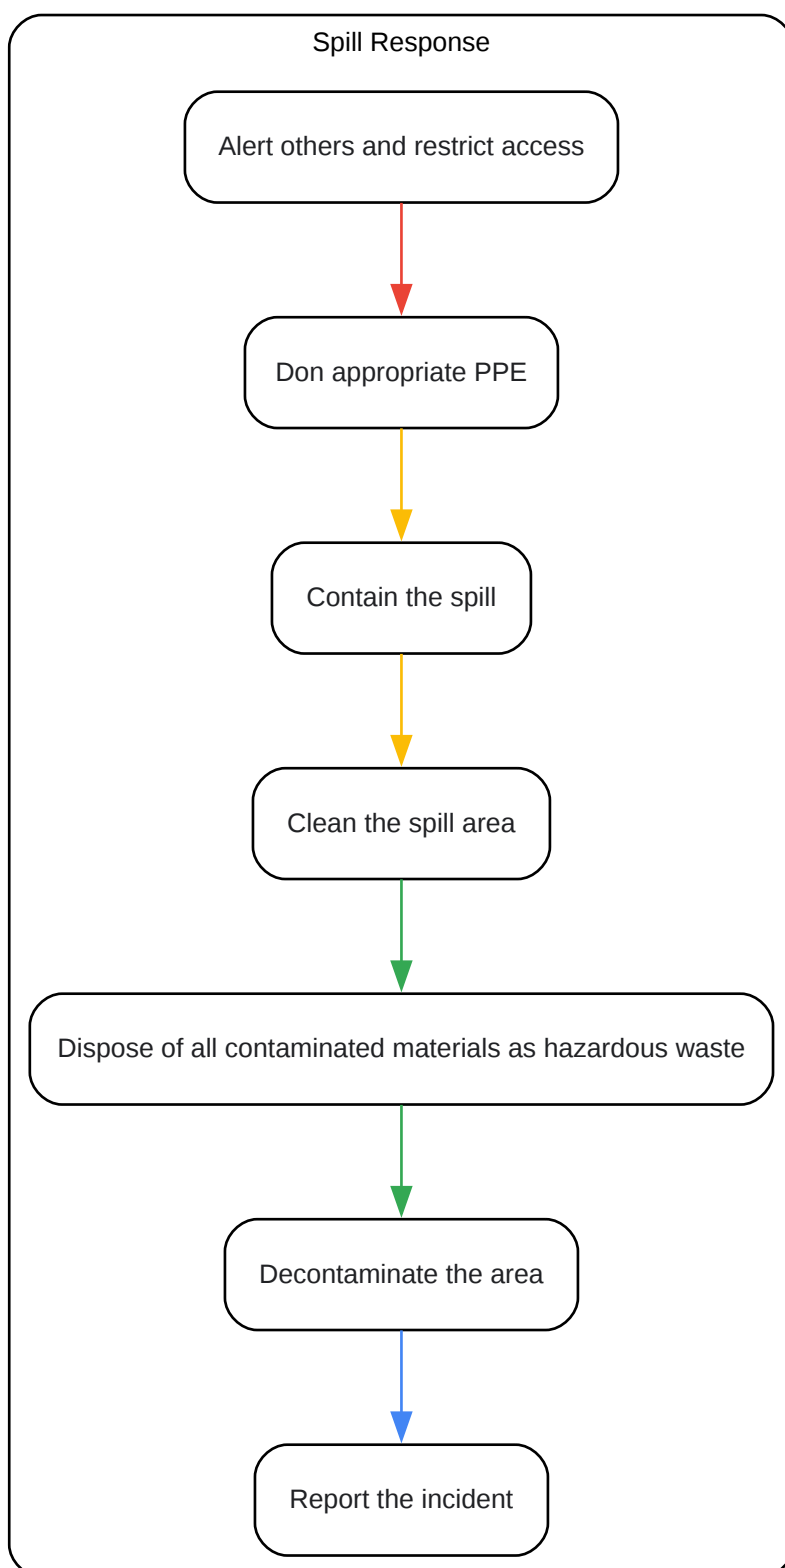 Spill Response
Alert others and restrict access
Don appropriate PPE
Contain the spill
Clean the spill area
Dispose of all contaminated materials as hazardous waste
Decontaminate the area
Report the incident